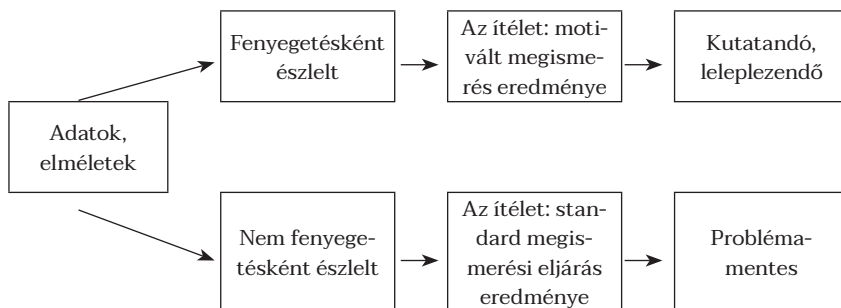 Fenyegetésként
észlelt
Az ítélet: moti-
vált megisme-
rés eredménye
Kutatandó,
leleplezendő
Adatok,
elméletek
Nem fenyege-
tésként észlelt
Az ítélet: stan-
dard megis-
merési eljárás
eredménye
Probléma-
mentes